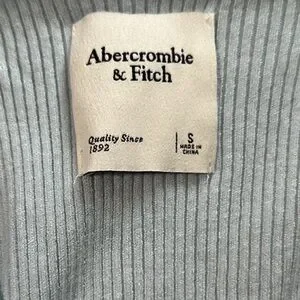 Abercrombie
& Fitch
Quality Since
1892
S
MADE IN
CHINA